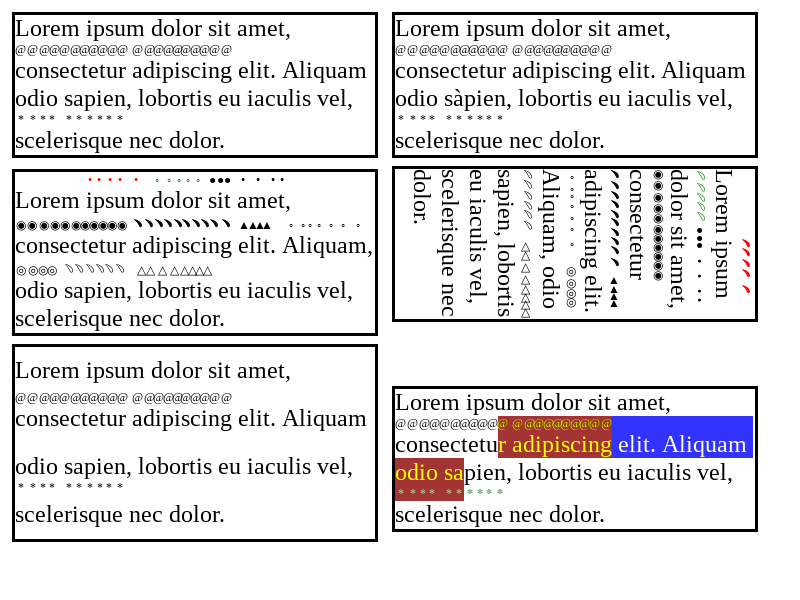 Lorem ipsum dolor sit amet,
consectetur adipiscing elit. Aliquam
odio sapien, lobortis eu iaculis vel,
scelerisque nec dolor.
Lorem ipsum dolor sit amet,
consectetur adipiscing elit. Aliquam
odio sàpien, lobortis eu iaculis vel,
scelerisque nec dolor.
Lorem ipsum dolor sit amet,
consectetur adipiscing elit. Aliquam,
odio sapien, lobortis eu iaculis vel,
scelerisque nec dolor.
Lorem ipsum
dolor sit amet,
consectetur
adipiscing elit.
Aliquam, odio
sapien, lobortis
eu iaculis vel,
scelerisque nec
dolor.
Lorem ipsum dolor sit amet,
consectetur adipiscing elit. Aliquam
odio sapien, lobortis eu iaculis vel,
scelerisque nec dolor.
Lorem ipsum dolor sit amet,
consectetur adipiscing elit. Aliquam
odio sapien, lobortis eu iaculis vel,
scelerisque nec dolor.